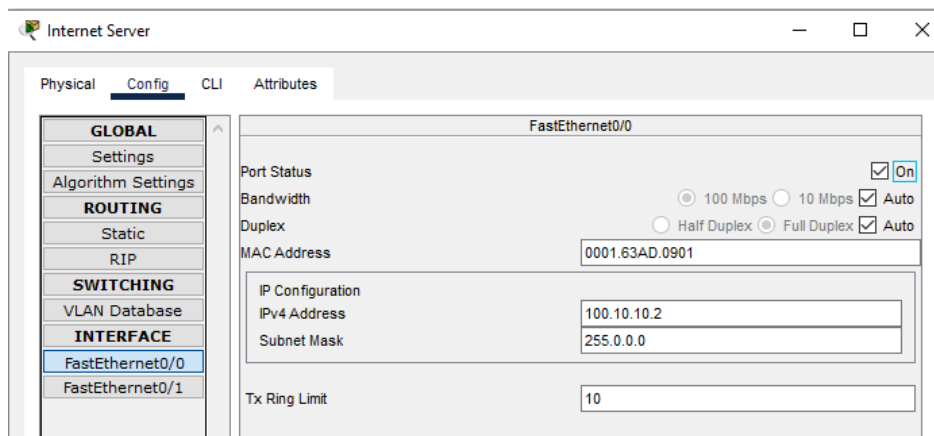 Internet Server
Physical Config CLI Attributes
GLOBAL
Settings
Algorithm Settings
ROUTING
Static
RIP
SWITCHING
VLAN Database
INTERFACE
FastEthernet0/0
FastEthernet0/1
FastEthernet0/0
Port Status On
Bandwidth 100 Mbps 10 Mbps Auto
Duplex Half Duplex Full Duplex Auto
MAC Address 0001.63AD.0901
IP Configuration
IPv4 Address 100.10.10.2
Subnet Mask 255.0.0.0
Tx Ring Limit 10